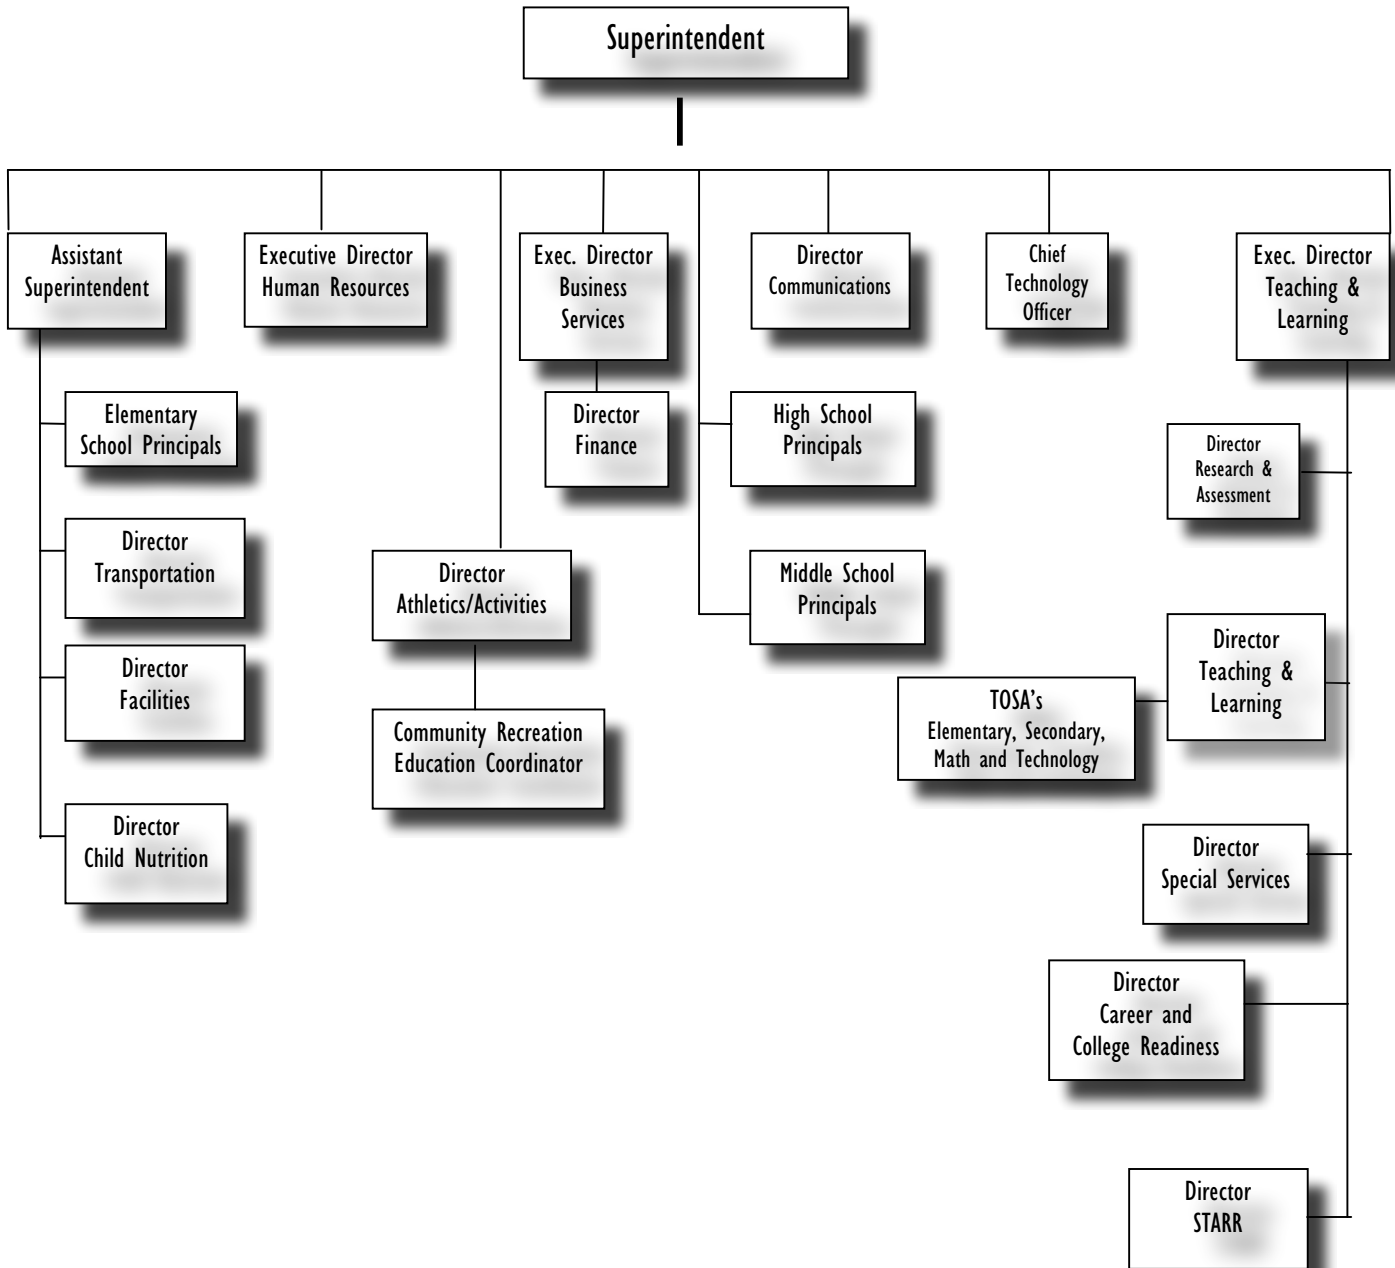 Superintendent
Assistant
Superintendent
Executive Director
Human Resources
Exec. Director
Business
Services
Director
Communications
Chief
Technology
Officer
Exec. Director
Teaching &
Learning
Elementary
School Principals
Director
Finance
High School
Principals
Director
Research &
Assessment
Director
Transportation
Director
Athletics/Activities
Middle School
Principals
Director
Teaching &
Learning
Director
Facilities
TOSA's
Elementary, Secondary,
Math and Technology
Community Recreation
Education Coordinator
Director
Child Nutrition
Director
Special Services
Director
Career and
College Readiness
Director
STARR